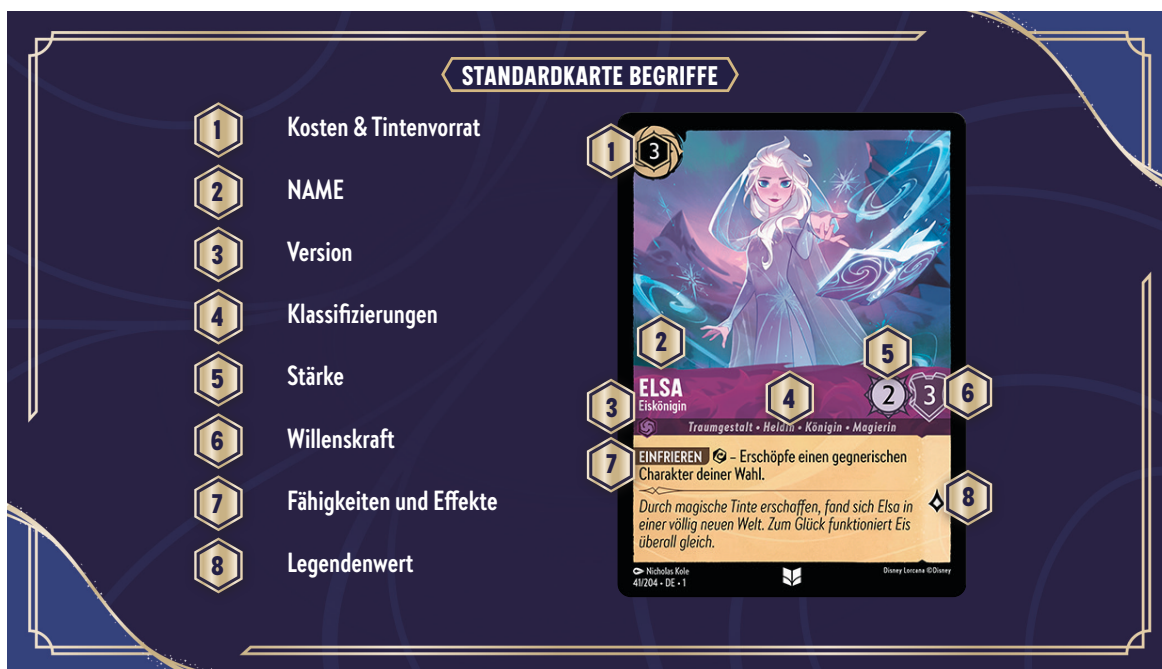 STANDARDKARTE BEGRIFFE
1 Kosten & Tintenvorrat
2 NAME
3 Version
4 Klassifizierungen
5 Stärke
6 Willenskraft
7 Fähigkeiten und Effekte
8 Legendenwert
1 3
2
5
ELSA
3 Eiskönigin
4 2 3 6
Traumgestalt • Heldin • Königin • Magierin
7 EINFRIEREN – Erschöpfe einen gegnerischen
Charakter deiner Wahl.
8
Durch magische Tinte erschaffen, fand sich Elsa in
einer völlig neuen Welt. Zum Glück funktioniert Eis
überall gleich.
Nicholas Kole
Disney Lorcana ©Disney
41/204 • DE • 1